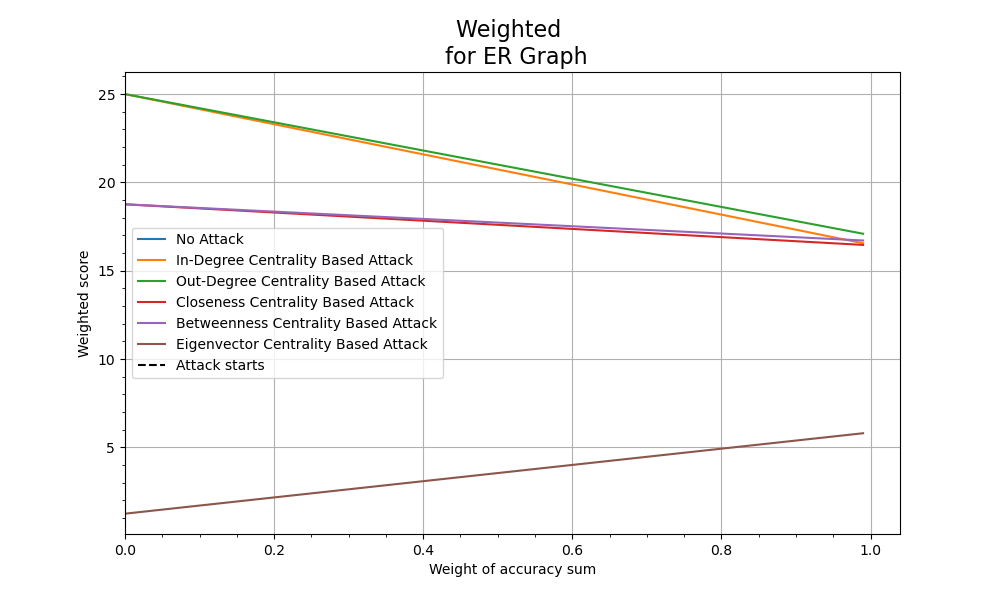 Weighted
for ER Graph
Weighted score
25
20
15
10
5
No Attack
In-Degree Centrality Based Attack
Out-Degree Centrality Based Attack
Closeness Centrality Based Attack
Betweenness Centrality Based Attack
Eigenvector Centrality Based Attack
Attack starts
0.0 0.2 0.4 0.6 0.8 1.0
Weight of accuracy sum